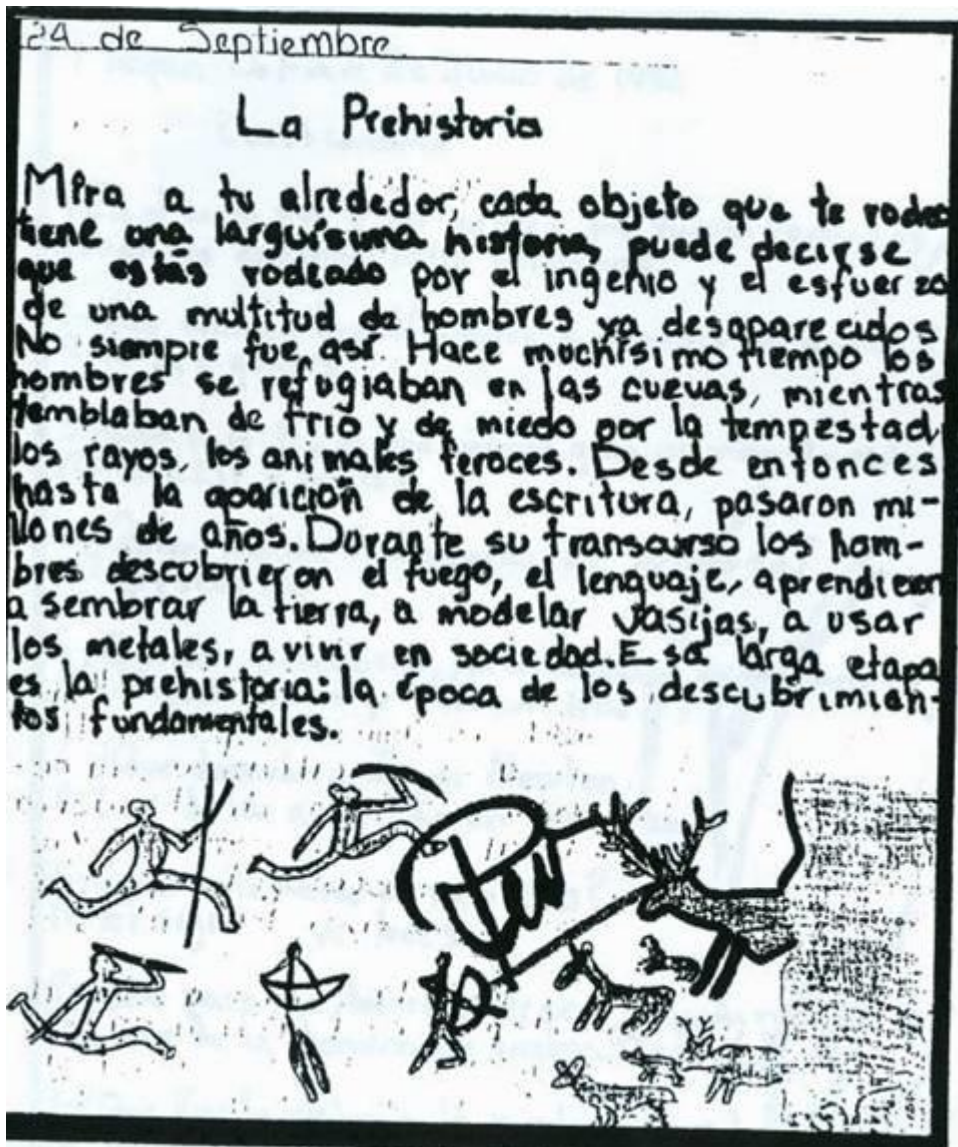 24 de Septiembre
La Prehistoria
Mira a tu alrededor, cada objeto que te rodea
tiene una larguísima historia, puede decirse
que estás rodeado por el ingenio y el esfuerzo
de una multitud de hombres ya desaparecidos
No siempre fue así. Hace muchísimo tiempo los
hombres se refugiaban en las cuevas, mientras
temblaban de frío y de miedo por la tempestad,
los rayos, los animales feroces. Desde entonces
hasta la aparición de la escritura, pasaron mi-
llones de años. Durante su transcurso los hom-
bres descubrieron el fuego, el lenguaje, aprendieron
a sembrar la tierra, a modelar vasijas, a usar
los metales, a vivir en sociedad. Esa larga etapa
es la prehistoria: la época de los descubrimien-
tos fundamentales.